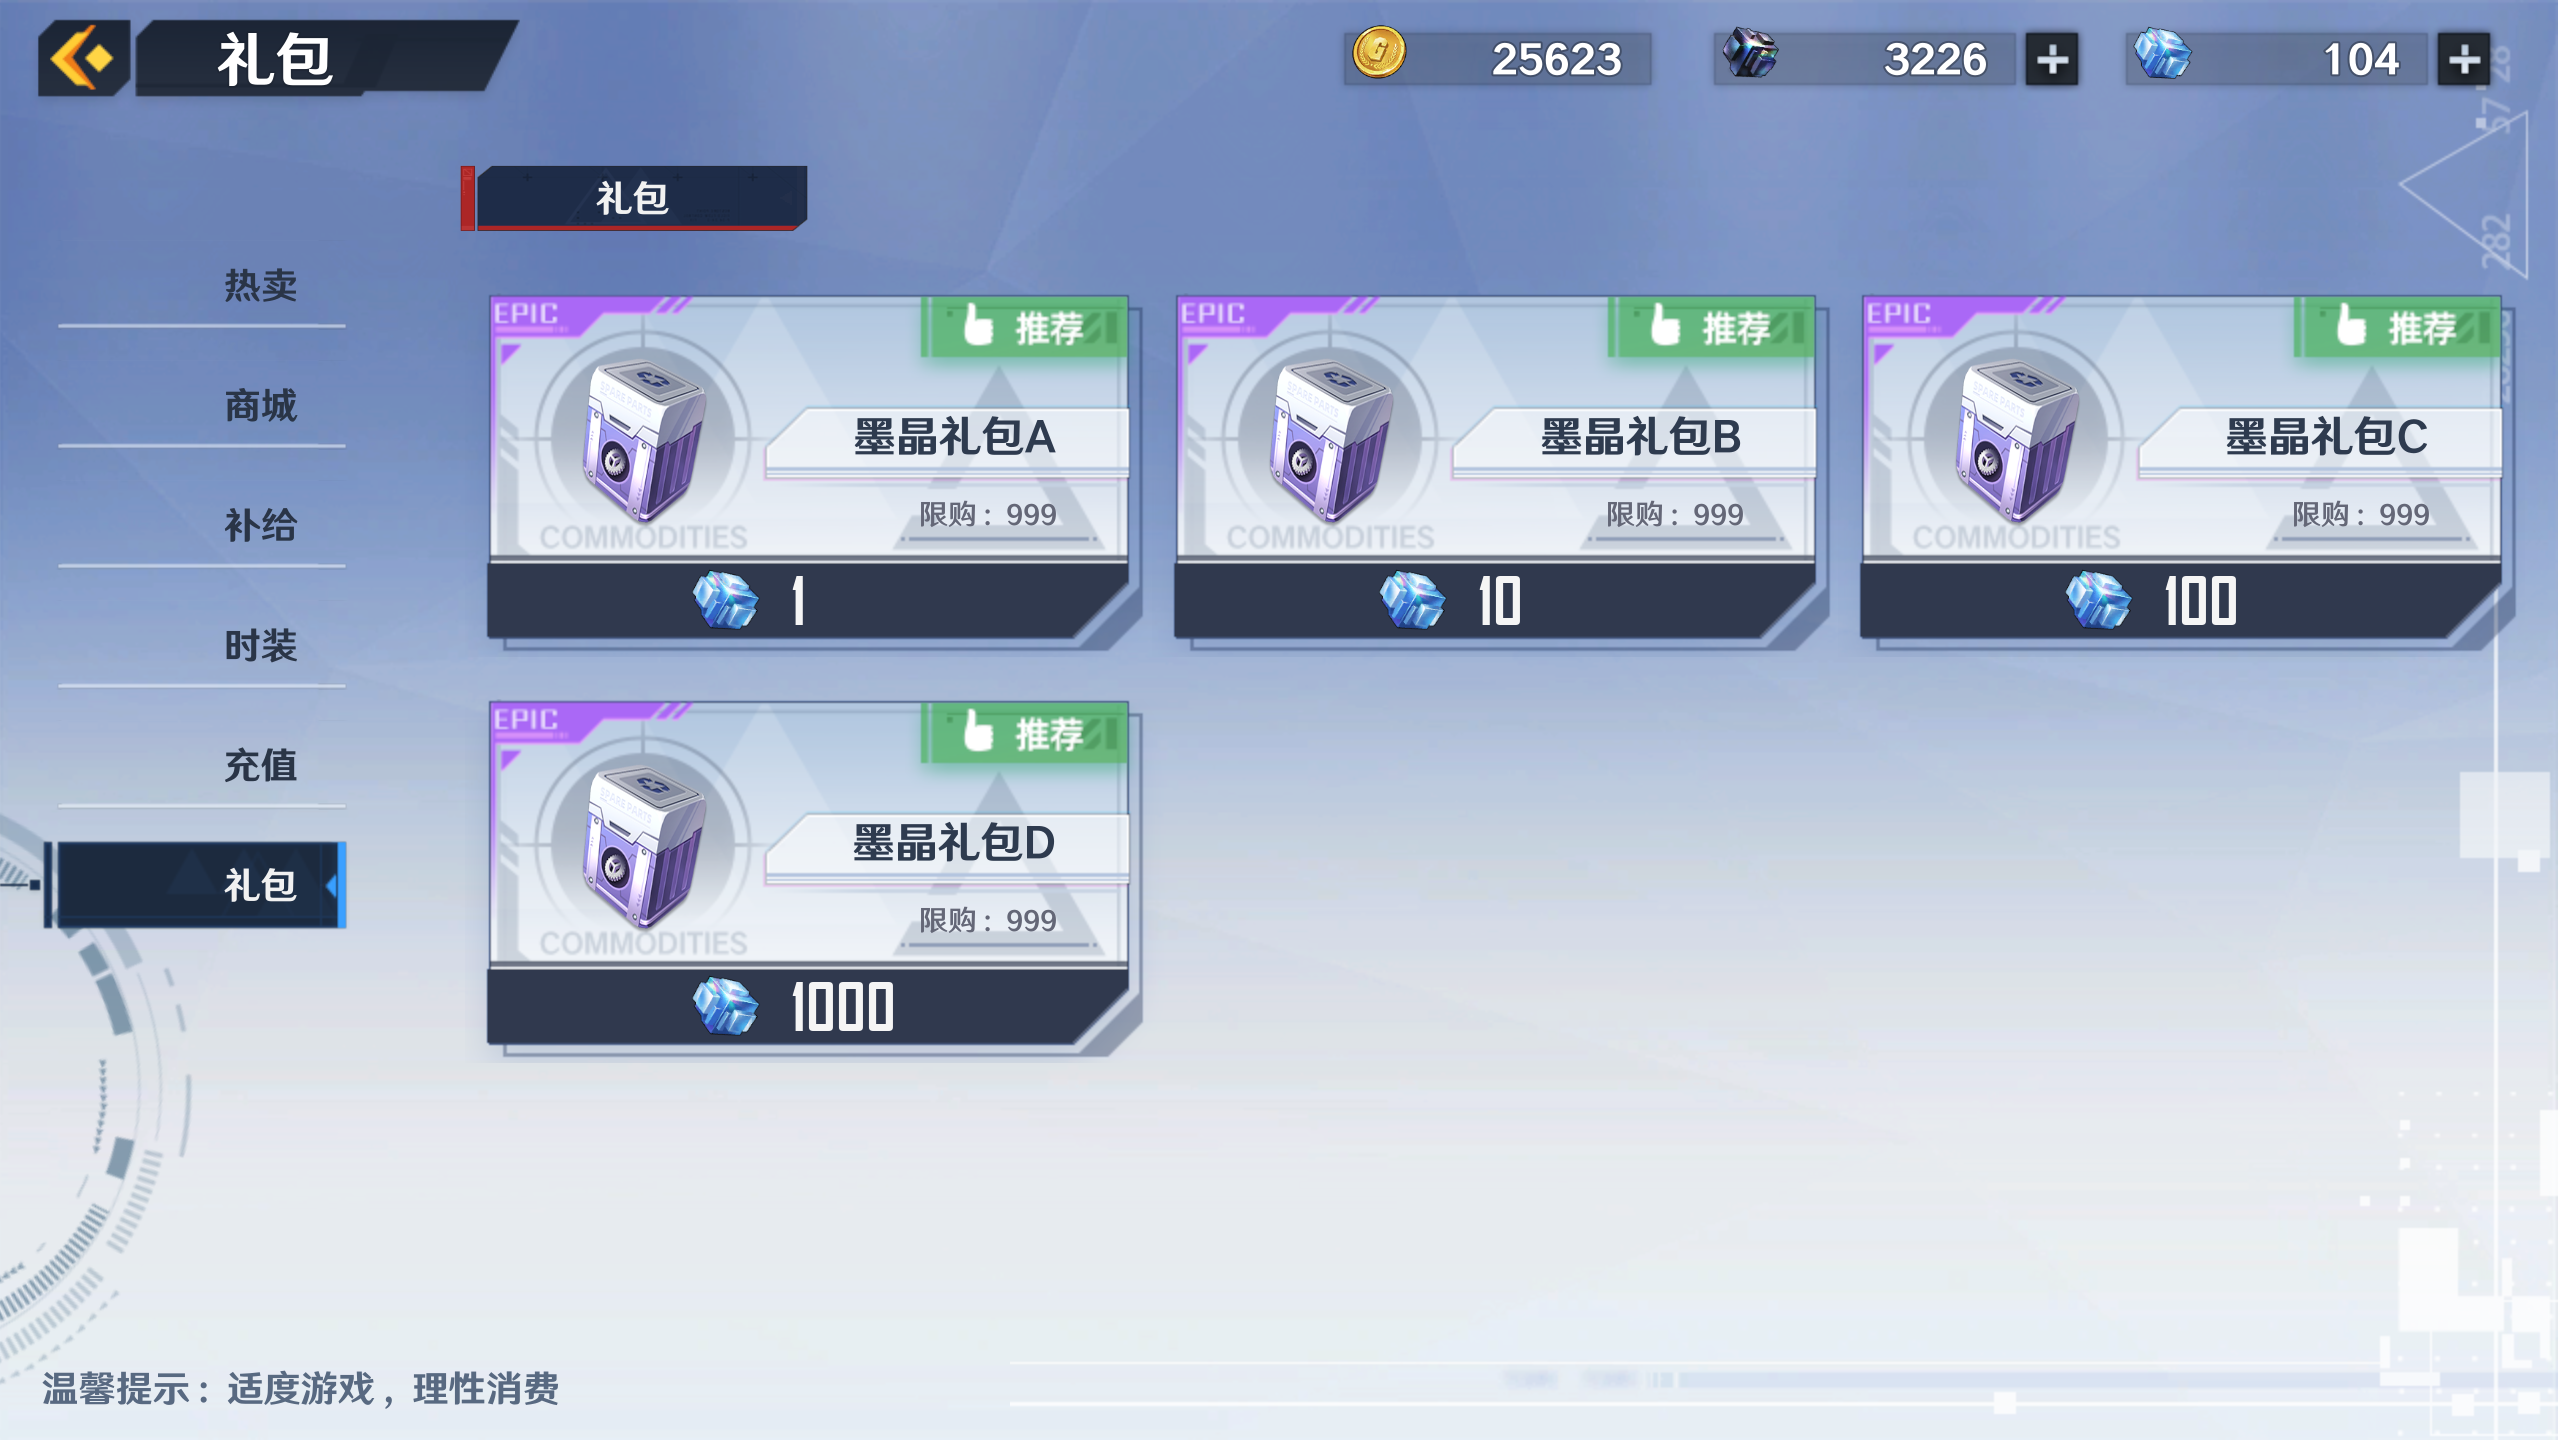 礼包
25623
3226
104
礼包
热卖
商城
补给
时装
充值
礼包
EPIC
推荐
墨晶礼包A
限购：999
COMMODITIES
1
EPIC
推荐
墨晶礼包B
限购：999
COMMODITIES
10
EPIC
推荐
墨晶礼包C
限购：999
COMMODITIES
100
EPIC
推荐
墨晶礼包D
限购：999
COMMODITIES
1000
温馨提示：适度游戏，理性消费
282